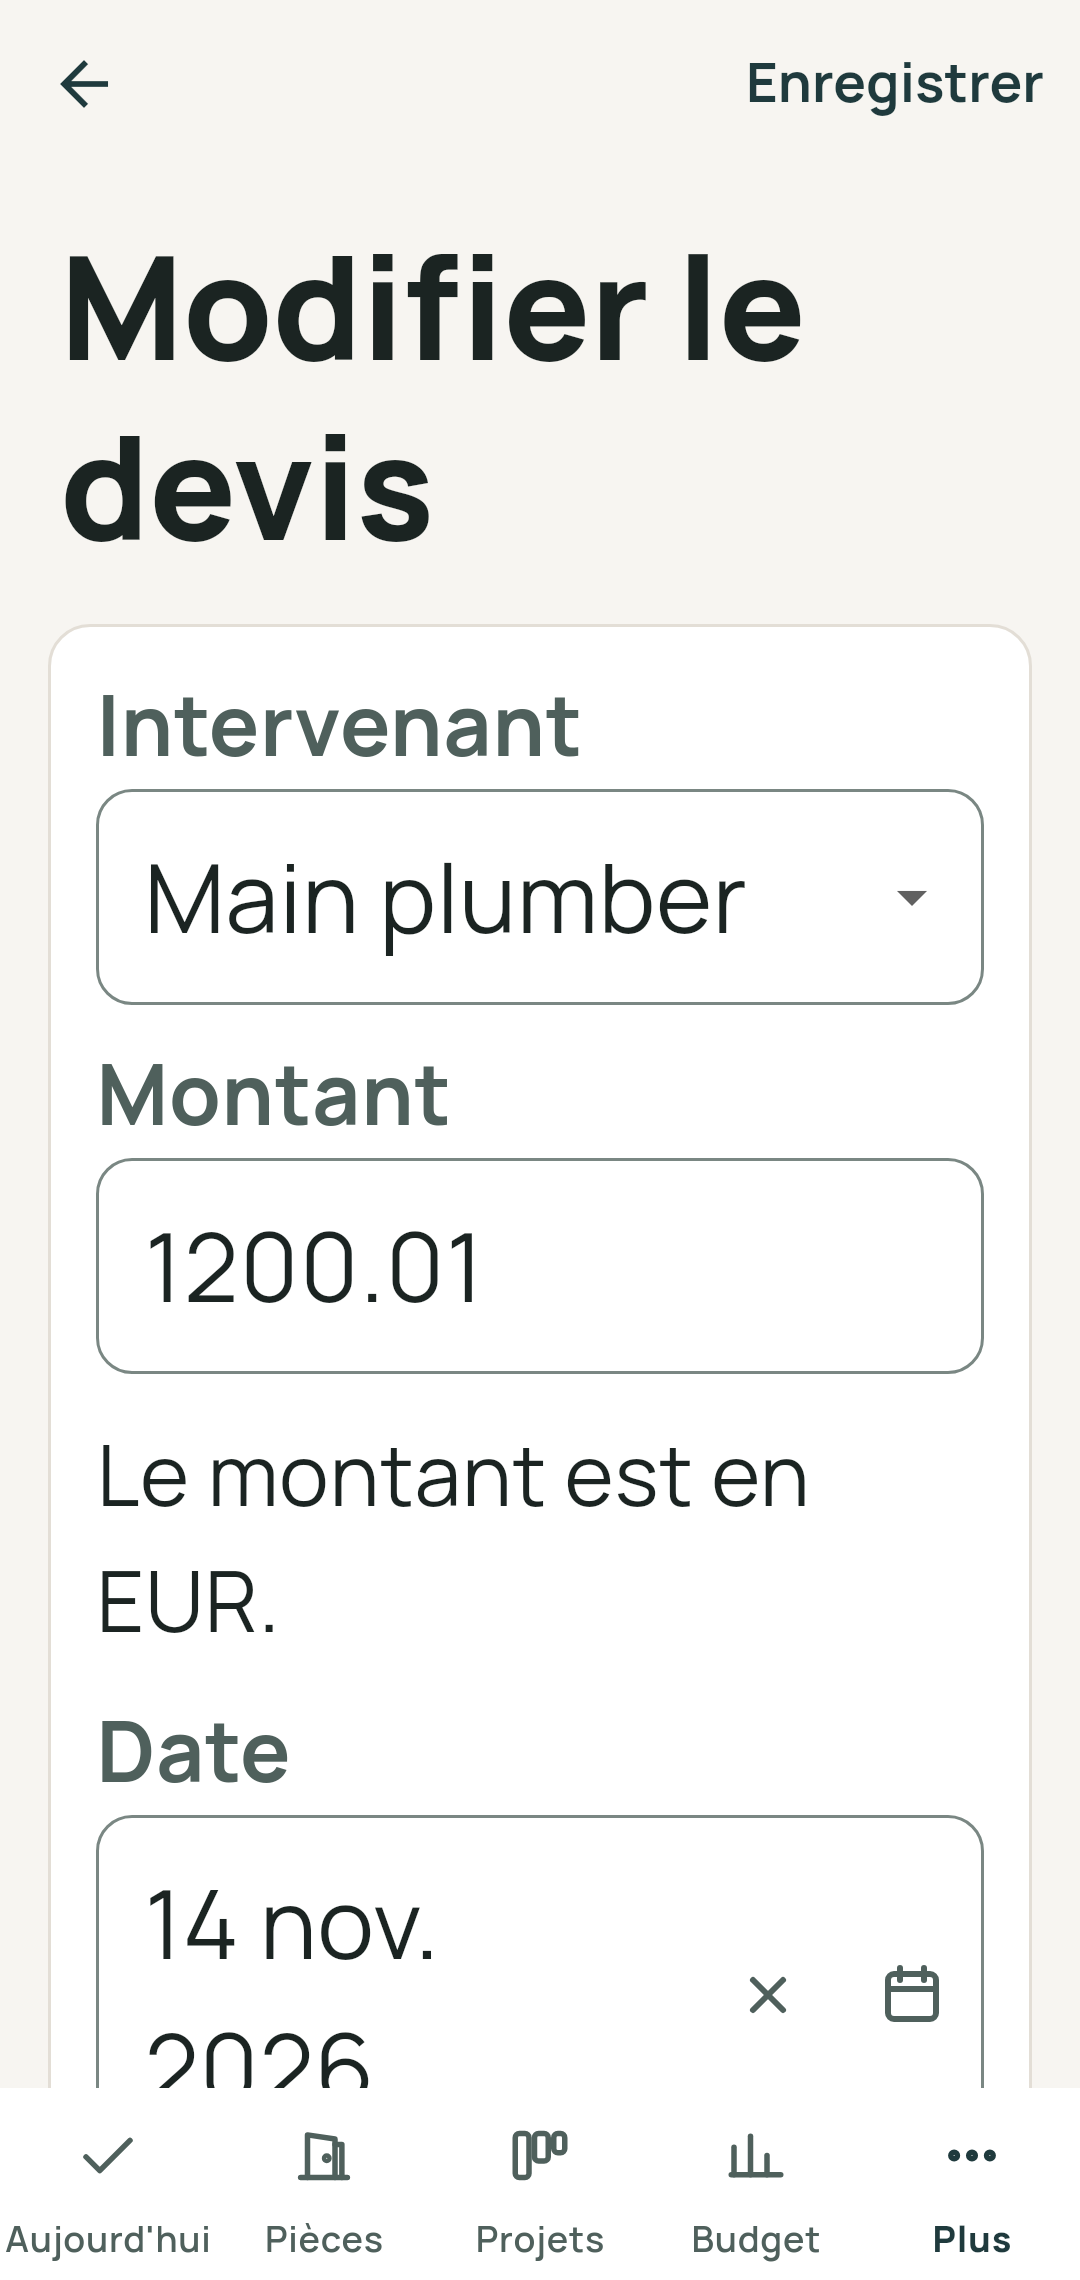 Enregistrer
Modifier le
devis
Intervenant
Main plumber
Montant
1200.01
Le montant est en
EUR.
Date
14 nov.
2026
Aujourd'hui
Pièces
Projets
Budget
Plus